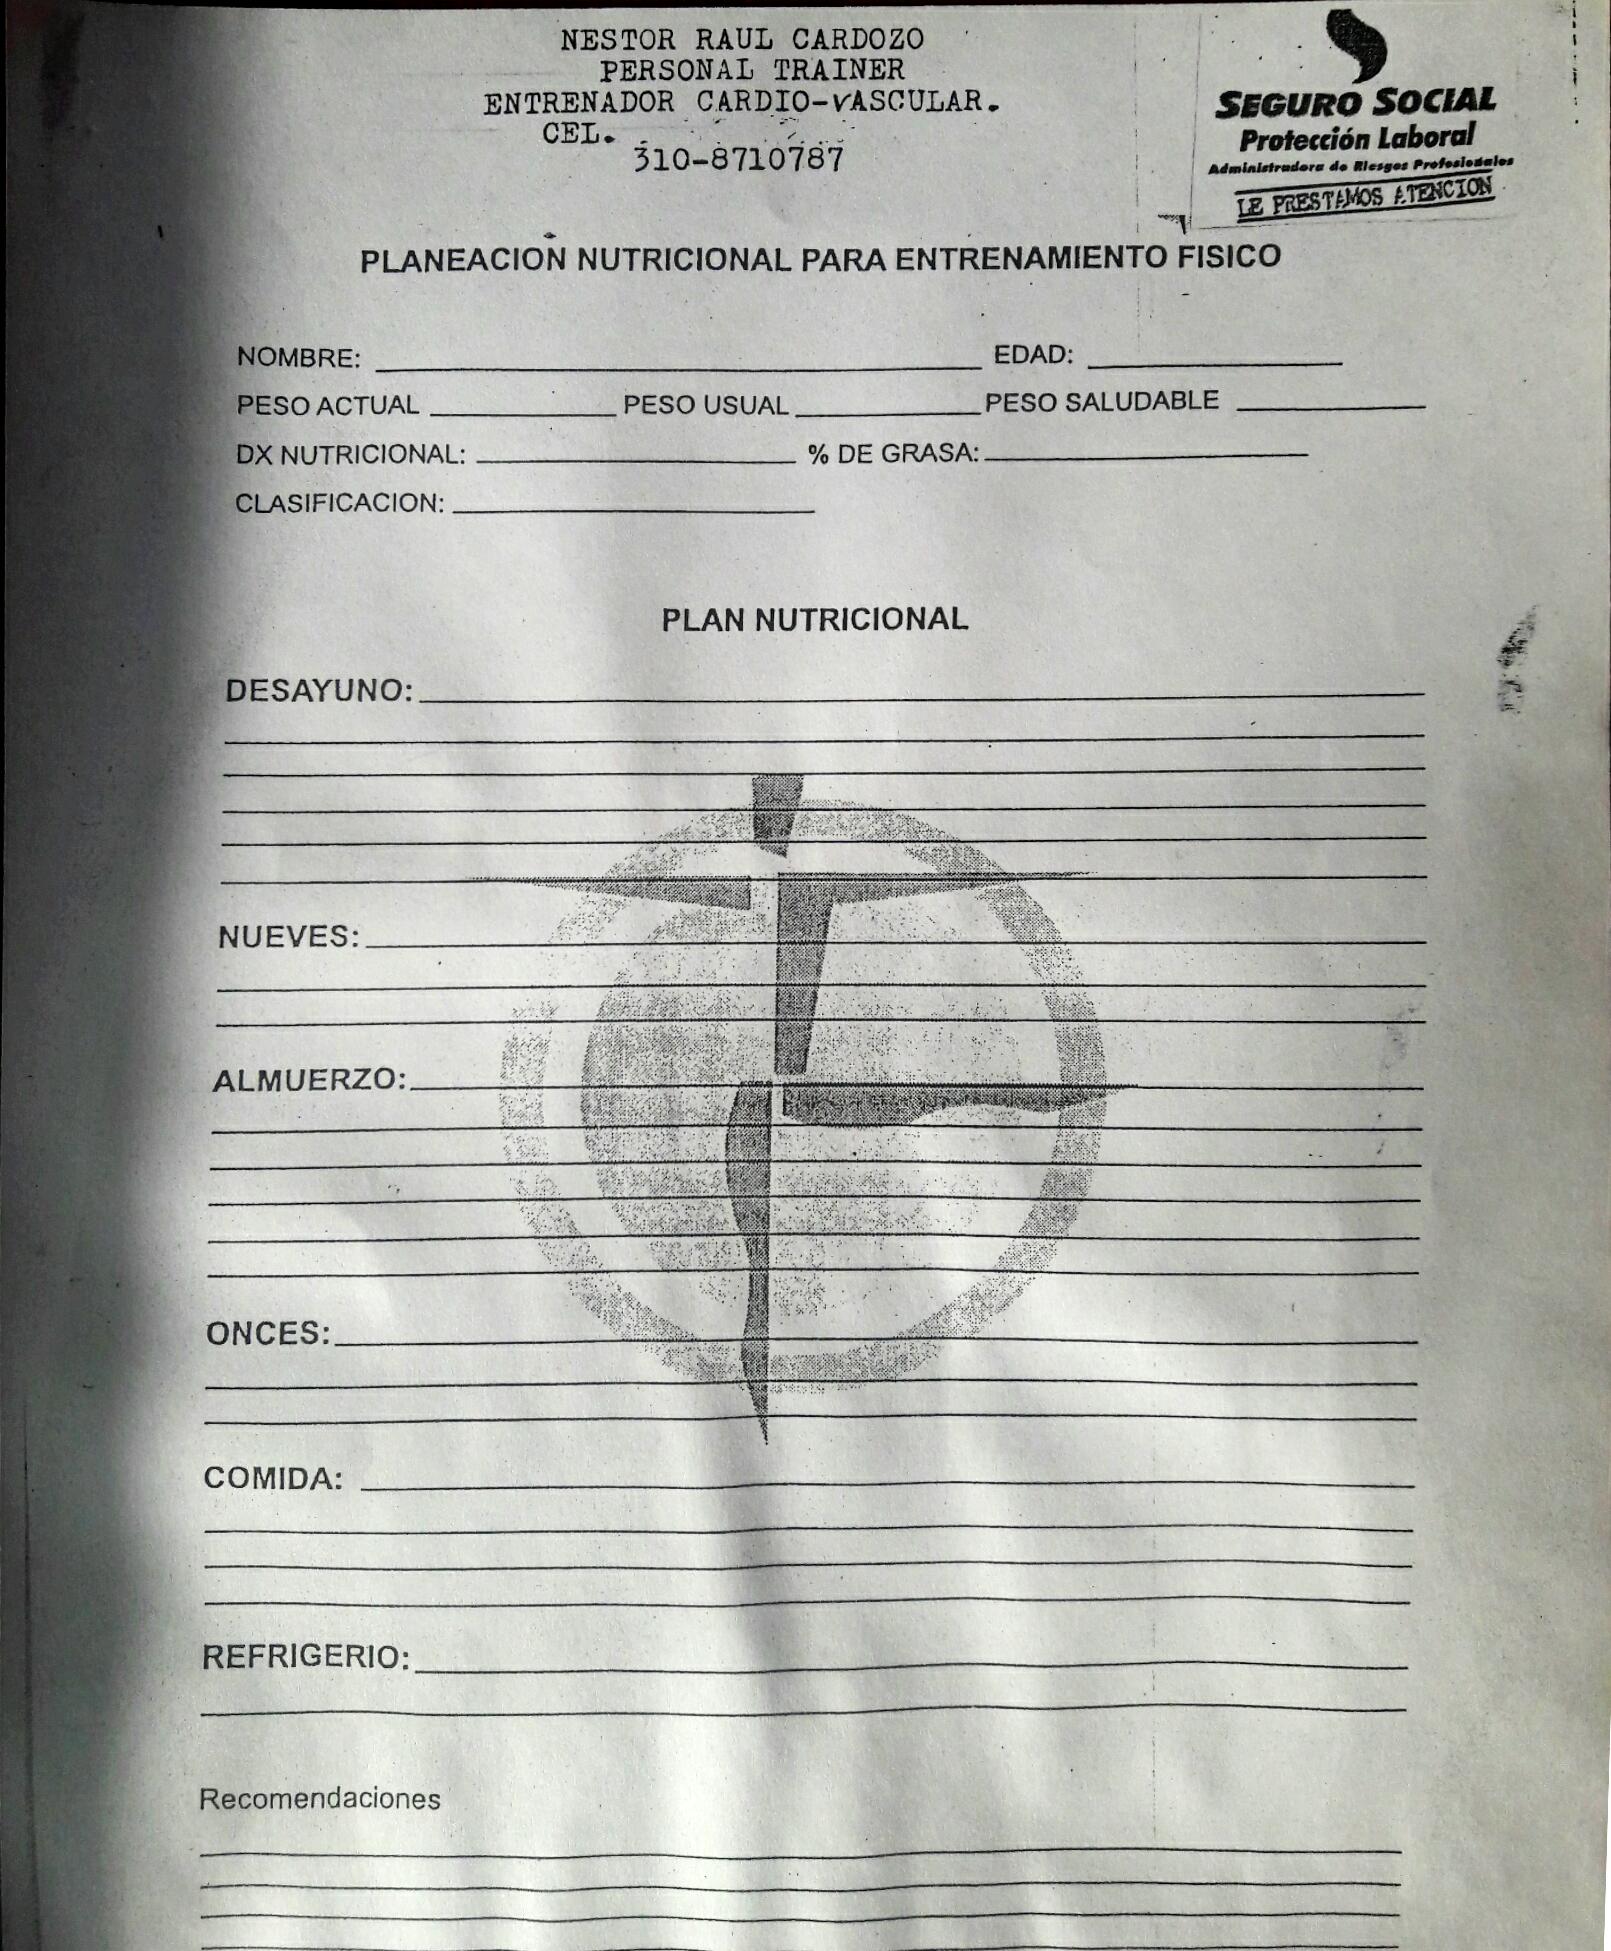 NESTOR RAUL CARDOZO
PERSONAL TRAINER
ENTRENADOR CARDIO-VASCULAR.
CEL.
310-8710787
SEGURO SOCIAL
Protección Laboral
Administradora de Riesgos Profesionales
LE PRESTAMOS ATENCION
PLANEACION NUTRICIONAL PARA ENTRENAMIENTO FISICO
NOMBRE: EDAD:
PESO ACTUAL PESO USUAL PESO SALUDABLE
DX NUTRICIONAL: % DE GRASA:
CLASIFICACION:
PLAN NUTRICIONAL
DESAYUNO:
NUEVES:
ALMUERZO:
ONCES:
COMIDA:
REFRIGERIO:
Recomendaciones